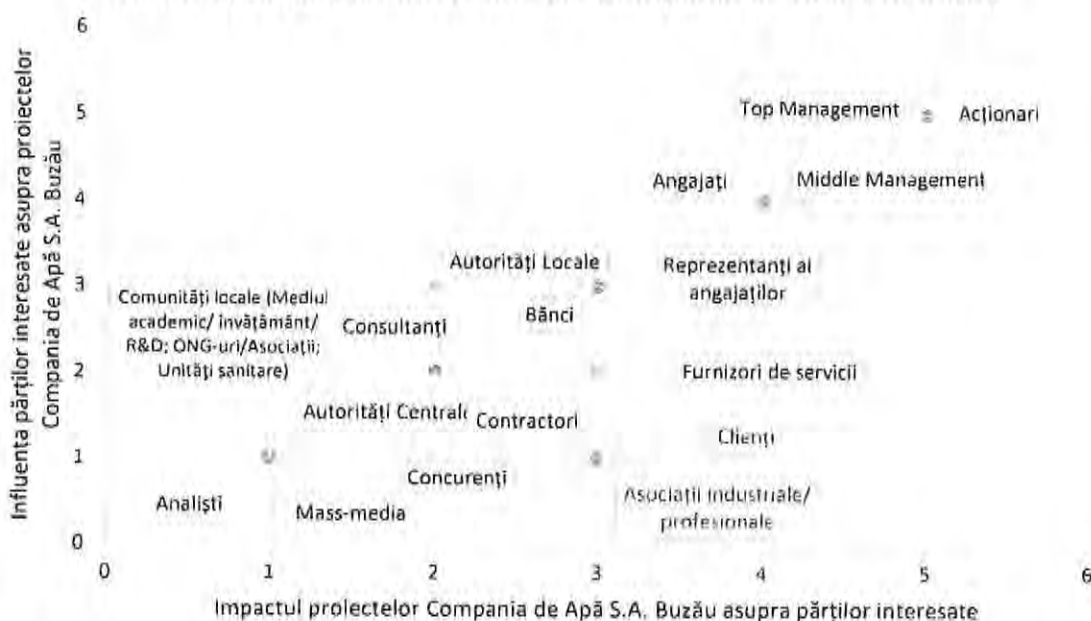 6
5
4
3
2
1
0
Influența părților interesate asupra proiectelor
Compania de Apă S.A. Buzău
Top Management
Acționari
Angajați
Middle Management
Autorități Locale
Reprezentanți ai
angajaților
Comunități locale (Mediul
academic/ învățământ/
R&D; ONG-uri/Asociații;
Unități sanitare)
Consultanți
Bănci
Furnizori de servicii
Autorități Centrale
Contractori
Clienți
Concurenți
Analiști
Mass-media
Asociații industriale/
profesionale
0 1 2 3 4 5 6
Impactul proiectelor Compania de Apă S.A. Buzău asupra părților interesate